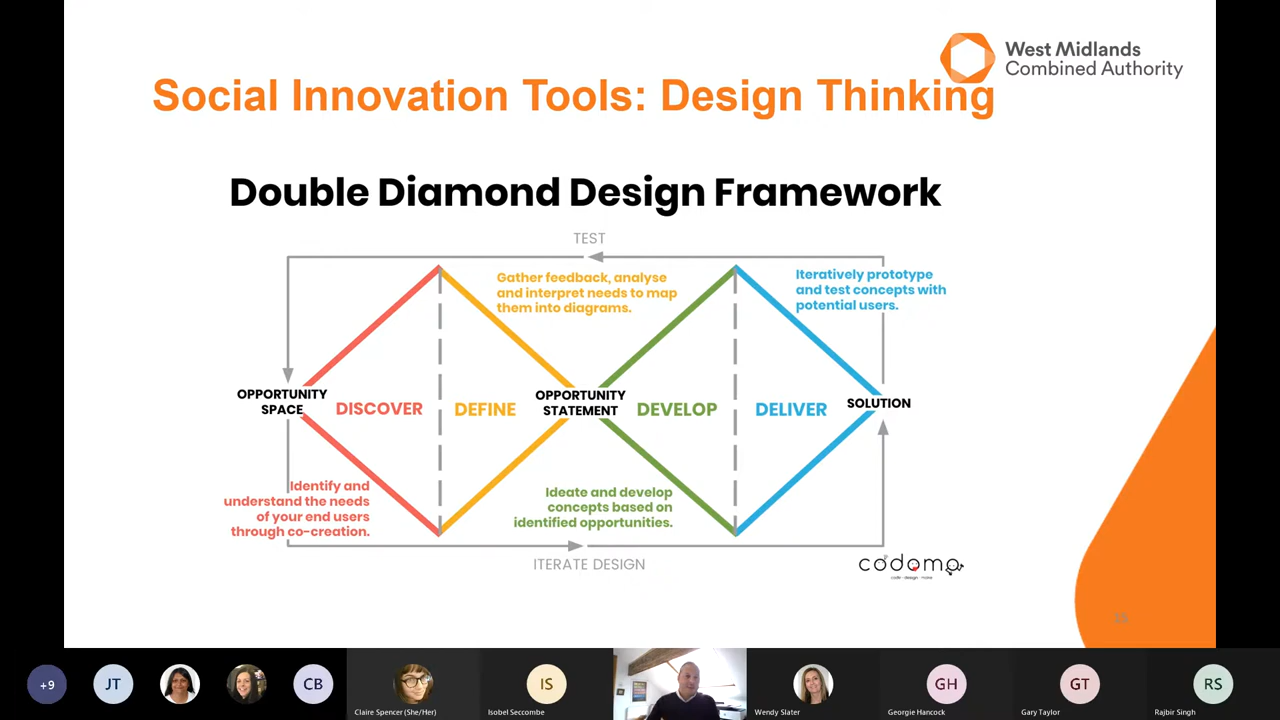 West Midlands
Combined Authority
Social Innovation Tools: Design Thinking
Double Diamond Design Framework
TEST
Gather feedback, analyse
and interpret needs to map
them into diagrams.
Iteratively prototype
and test concepts with
potential users.
OPPORTUNITY
SPACE
DISCOVER
DEFINE
OPPORTUNITY
STATEMENT
DEVELOP
DELIVER
SOLUTION
Identify and
understand the needs
of your end users
through co-creation.
Ideate and develop
concepts based on
identified opportunities.
ITERATE DESIGN
codomo
code · design · make
+9
JT
CB
Claire Spencer (She/Her)
IS
Isobel Seccombe
Wendy Slater
GH
Georgie Hancock
GT
Gary Taylor
RS
Rajbir Singh